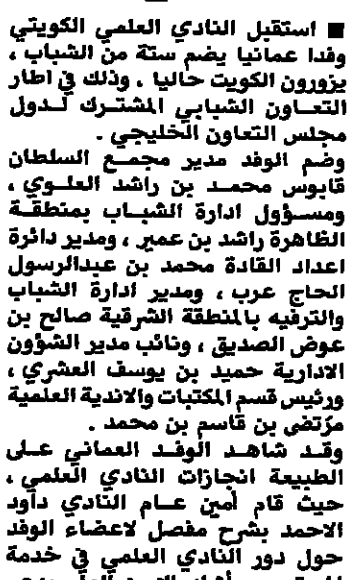 ■ استقبل النادي العلمي الكويتي
وفدا عمانيا يضم ستة من الشباب ،
يزورون الكويت حاليا ، وذلك في اطار
التعاون الشبابي المشترك لدول
مجلس التعاون الخليجي .
وضم الوفد مدير مجمع السلطان
قابوس محمد بن راشد العلوي ،
ومسؤول ادارة الشباب بمنطقة
الظاهرة راشد بن عمير ، ومدير دائرة
اعداد القادة محمد بن عبدالرسول
الحاج عرب ، ومدير ادارة الشباب
والترفيه بالمنطقة الشرقية صالح بن
عوض الصديق ، ونائب مدير الشؤون
الادارية حميد بن يوسف العشري ،
ورئيس قسم المكتبات والاندية العلمية
مرتضى بن قاسم بن محمد .
وقد شاهد الوفد العماني على
الطبيعة انجازات النادي العلمي ،
حيث قام أمين عام النادي داود
الاحمد بشرح مفصل لاعضاء الوفد
حول دور النادي العلمي في خدمة